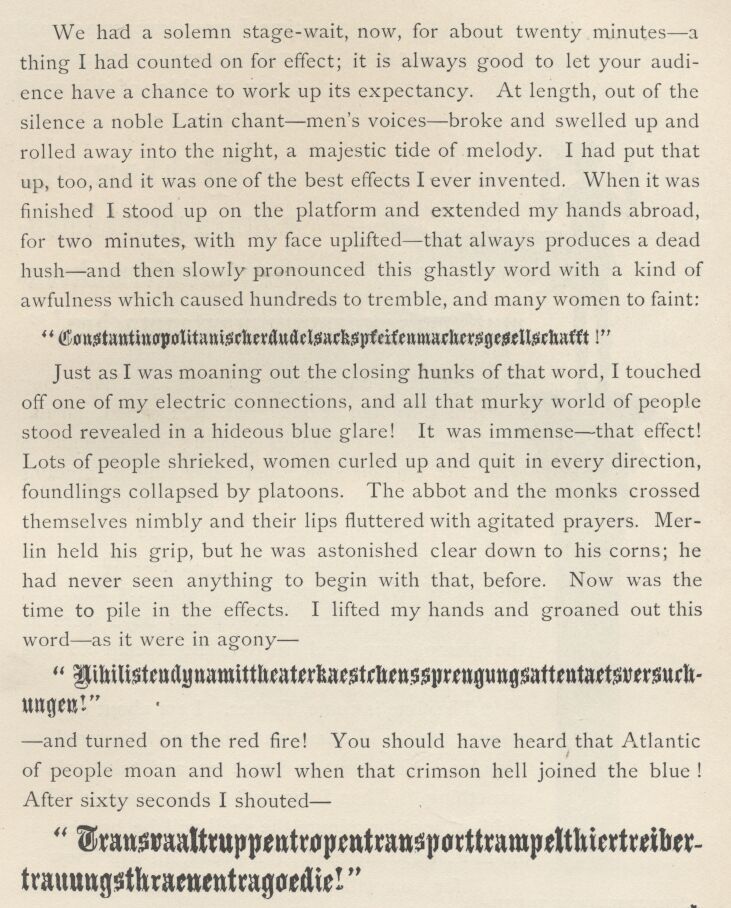 We had a solemn stage-wait, now, for about twenty minutes—a
thing I had counted on for effect; it is always good to let your audi-
ence have a chance to work up its expectancy. At length, out of the
silence a noble Latin chant—men's voices—broke and swelled up and
rolled away into the night, a majestic tide of melody. I had put that
up, too, and it was one of the best effects I ever invented. When it was
finished I stood up on the platform and extended my hands abroad,
for two minutes, with my face uplifted—that always produces a dead
hush—and then slowly pronounced this ghastly word with a kind of
awfulness which caused hundreds to tremble, and many women to faint:
“Constantinopolitanischerdudelsackspfeifenmachersgesellschafft!”
Just as I was moaning out the closing hunks of that word, I touched
off one of my electric connections, and all that murky world of people
stood revealed in a hideous blue glare! It was immense—that effect!
Lots of people shrieked, women curled up and quit in every direction,
foundlings collapsed by platoons. The abbot and the monks crossed
themselves nimbly and their lips fluttered with agitated prayers. Mer-
lin held his grip, but he was astonished clear down to his corns; he
had never seen anything to begin with that, before. Now was the
time to pile in the effects. I lifted my hands and groaned out this
word—as it were in agony—
“Nihilistendynamittheaterkaestchenssprengungsattentaetsversuch-
ungen!”
—and turned on the red fire! You should have heard that Atlantic
of people moan and howl when that crimson hell joined the blue!
After sixty seconds I shouted—
“Transvaaltruppentropentransporttrampelthiertreiber-
trauungsthraenentragoedie!”